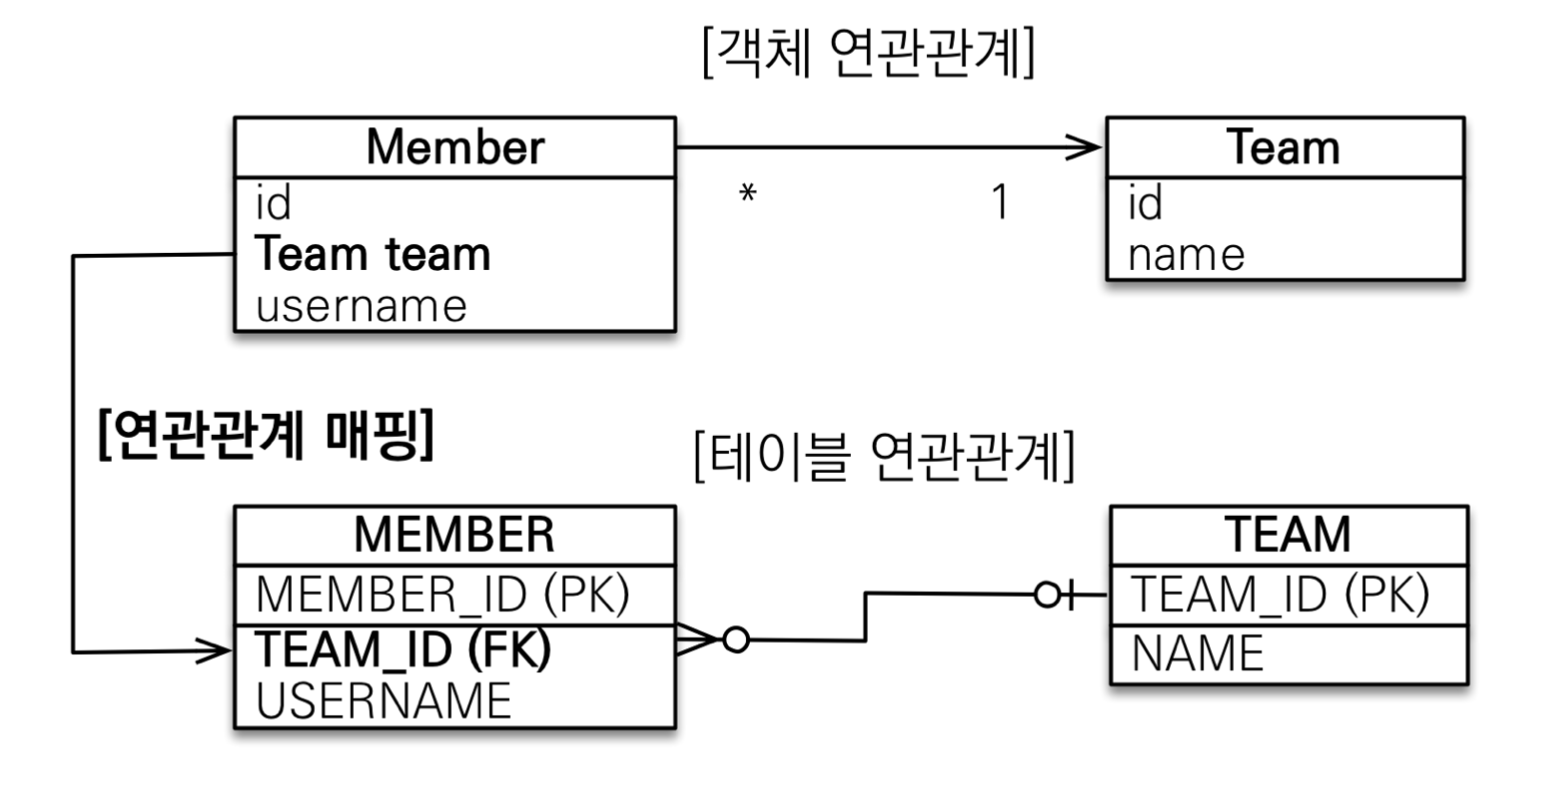 [객체 연관관계]
Member
id
Team team
username
* 1
Team
id
name
[연관관계 매핑]
[테이블 연관관계]
MEMBER
MEMBER_ID (PK)
TEAM_ID (FK)
USERNAME
TEAM
TEAM_ID (PK)
NAME